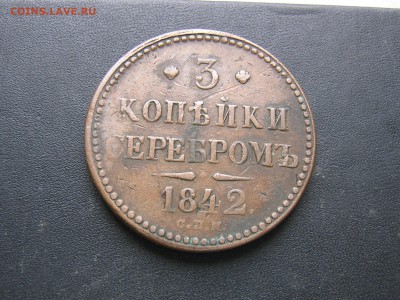 COINS.LAVE.RU
3
КОПѢЙКИ
СЕРЕБРОМЪ
1842.
С.П.М.